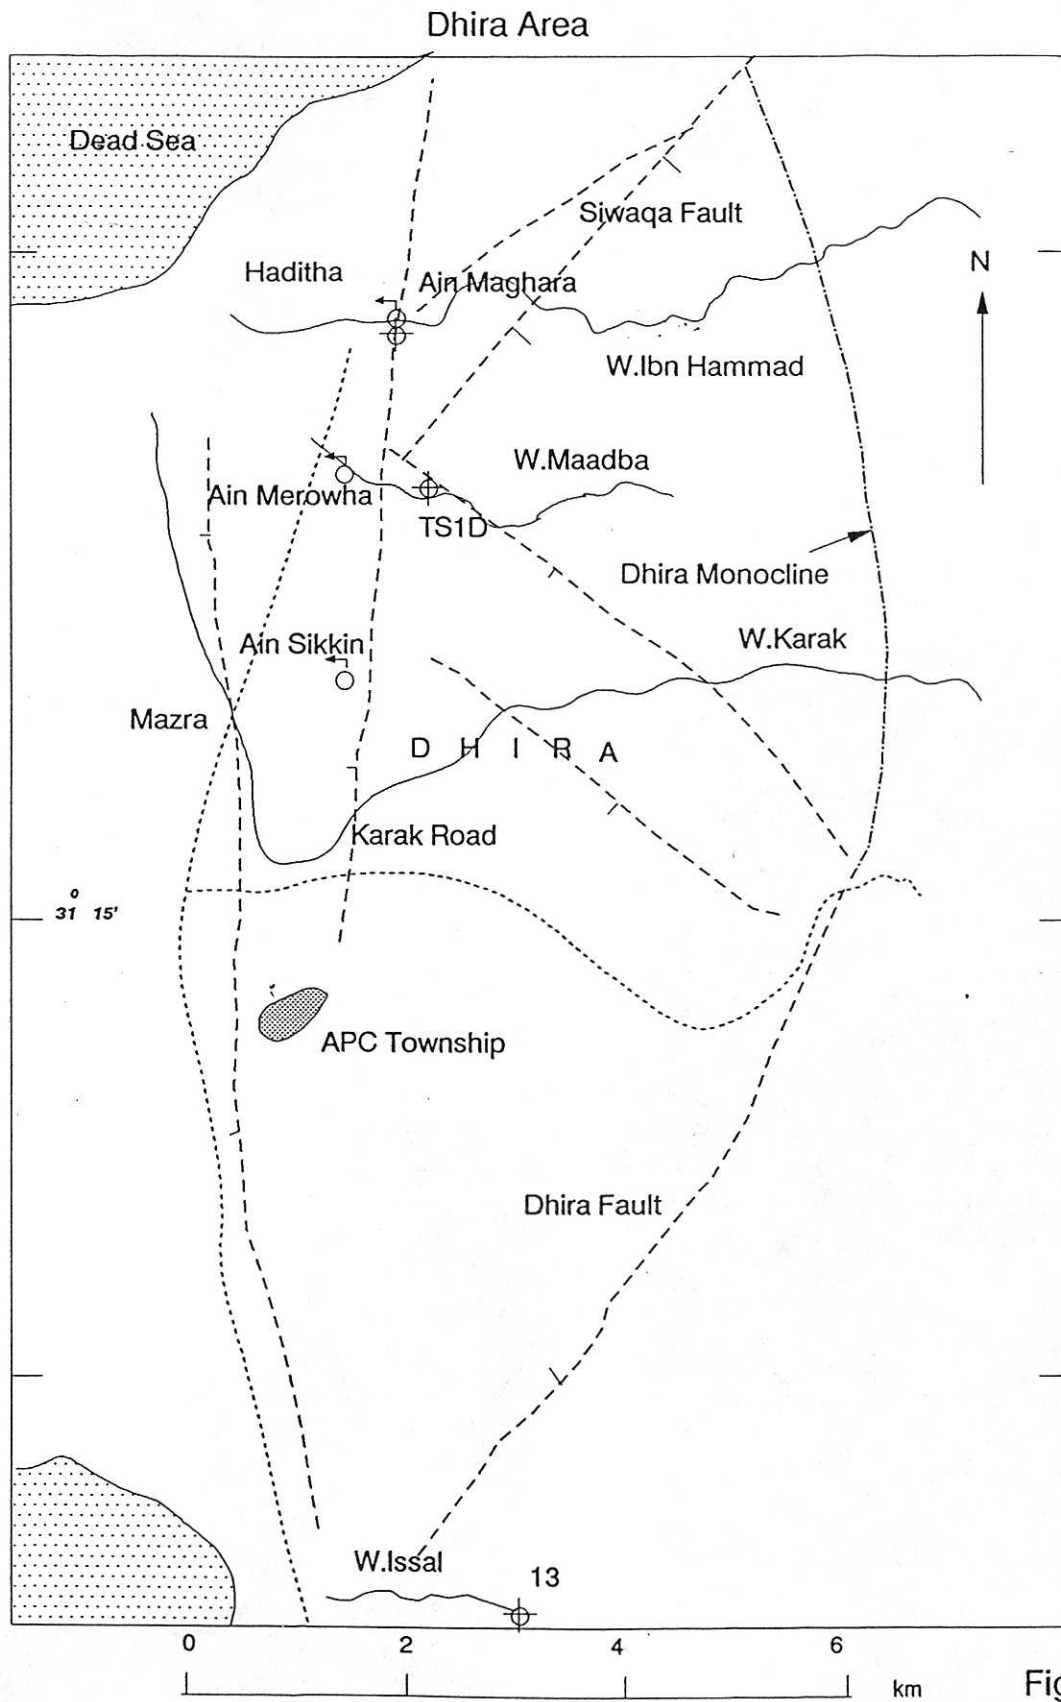 Dhira Area
Dead Sea
Siwaqa Fault
Haditha
Ain Maghara
N
W.Ibn Hammad
W.Maadba
Ain Merowha
TS1D
Dhira Monocline
W.Karak
Ain Sikkin
Mazra
D H I R A
Karak Road
31° 15'
APC Township
Dhira Fault
W.Issal
13
0 2 4 6
km